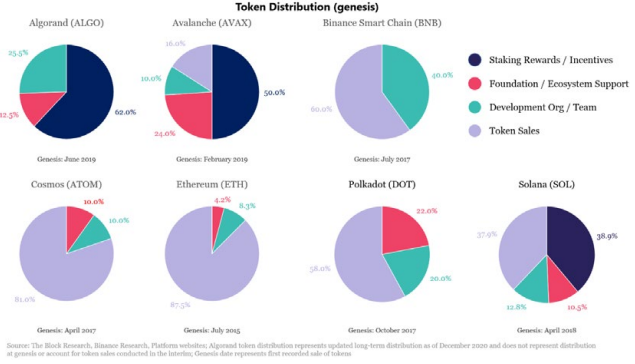 Token Distribution (genesis)
Algorand (ALGO)
25.5%
12.5%
62.0%
Genesis: June 2019
Avalanche (AVAX)
16.0%
10.0%
24.0%
50.0%
Genesis: February 2019
Binance Smart Chain (BNB)
40.0%
60.0%
Genesis: July 2017
Staking Rewards / Incentives
Foundation / Ecosystem Support
Development Org / Team
Token Sales
Cosmos (ATOM)
10.0%
10.0%
81.0%
Genesis: April 2017
Ethereum (ETH)
4.2%
8.3%
87.5%
Genesis: July 2015
Polkadot (DOT)
22.0%
20.0%
58.0%
Genesis: October 2017
Solana (SOL)
37.9%
38.9%
12.8%
10.5%
Genesis: April 2018
Source: The Block Research, Binance Research, Platform websites; Algorand token distribution represents updated long-term distribution as of December 2020 and does not represent distribution
at genesis or account for token sales conducted in the interim; Genesis date represents first recorded sale of tokens